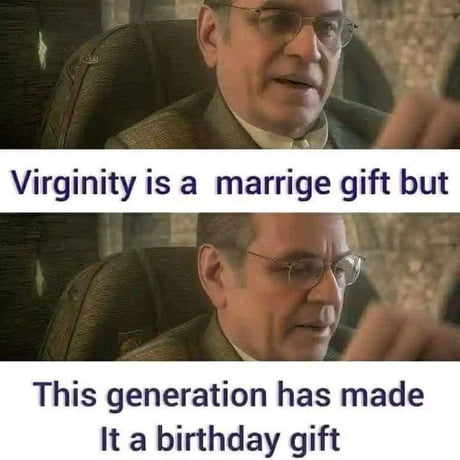 Virginity is a marrige gift but
This generation has made
It a birthday gift